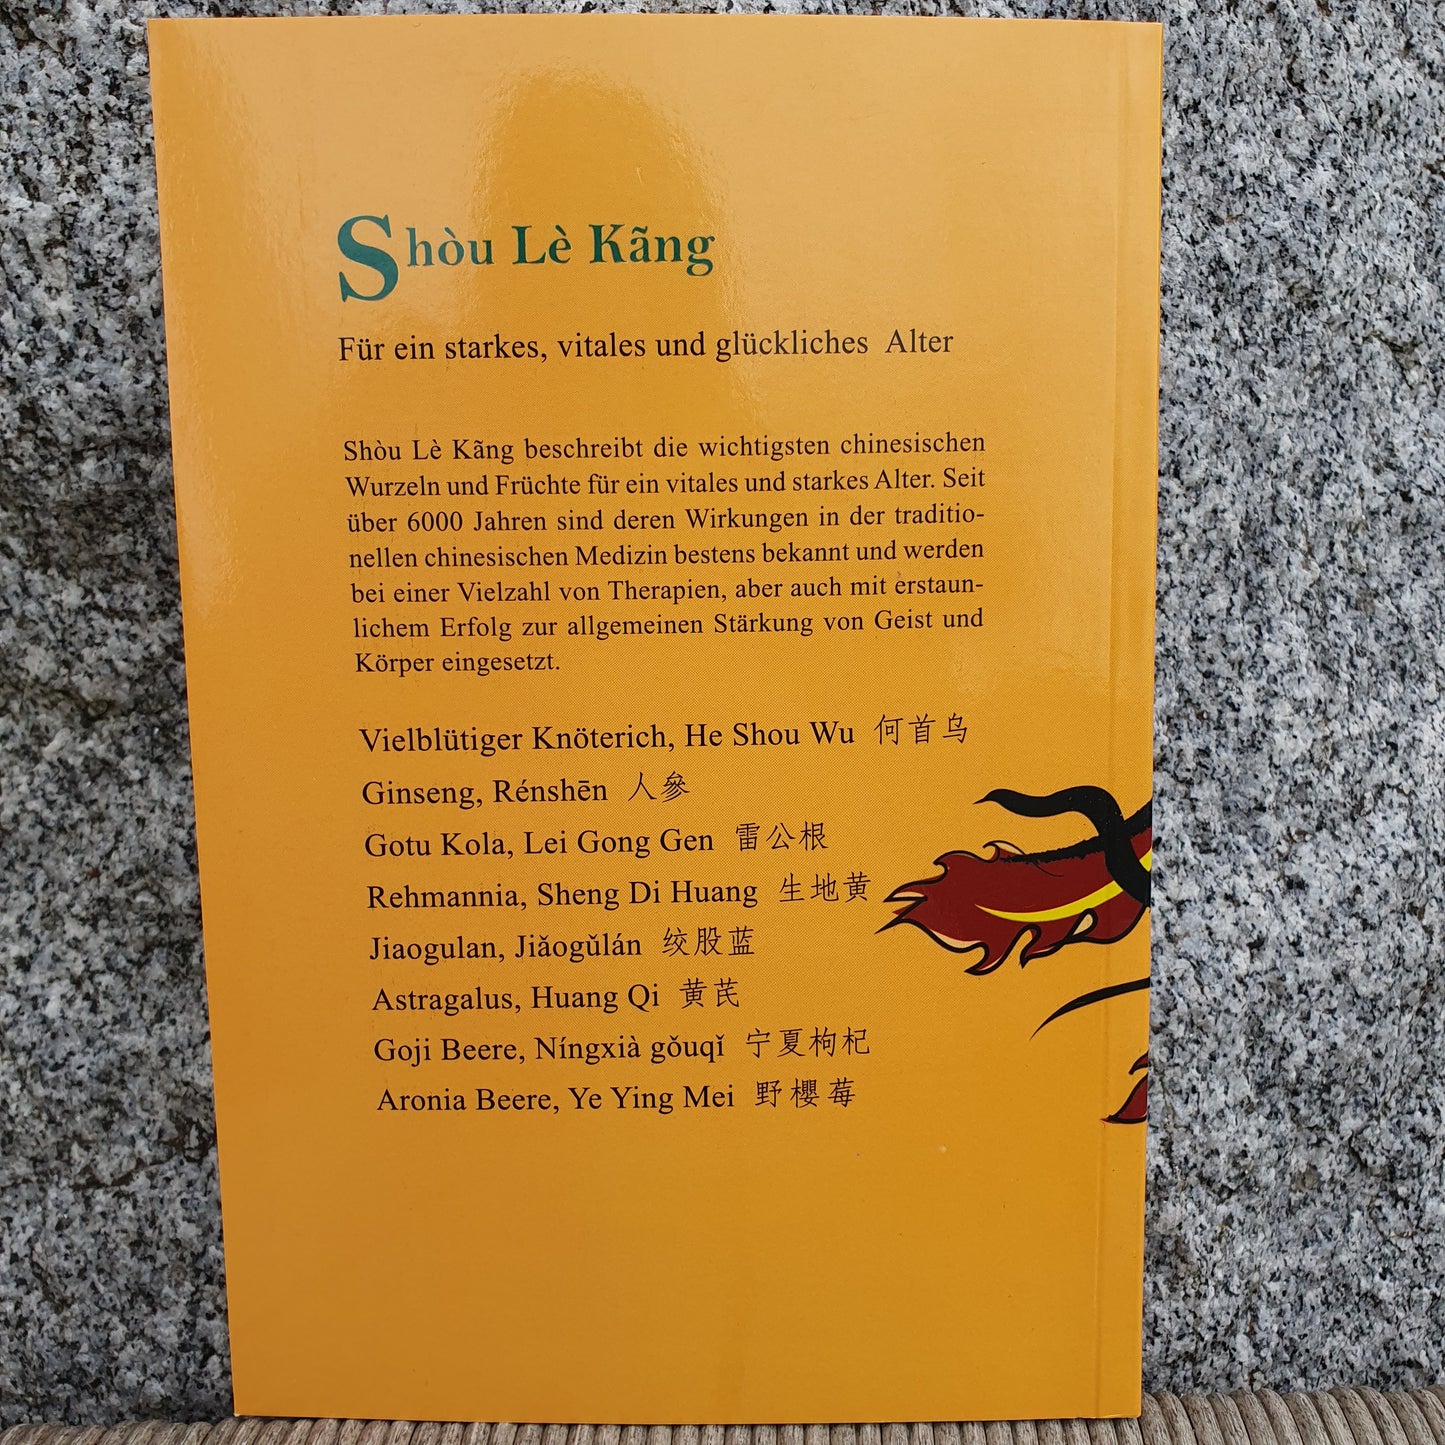 Shòu Lè Kãng
Für ein starkes, vitales und glückliches Alter
Shòu Lè Kãng beschreibt die wichtigsten chinesischen
Wurzeln und Früchte für ein vitales und starkes Alter. Seit
über 6000 Jahren sind deren Wirkungen in der traditio-
nellen chinesischen Medizin bestens bekannt und werden
bei einer Vielzahl von Therapien, aber auch mit erstaun-
lichem Erfolg zur allgemeinen Stärkung von Geist und
Körper eingesetzt.
Vielblütiger Knöterich, He Shou Wu 何首乌
Ginseng, Rénshēn 人參
Gotu Kola, Lei Gong Gen 雷公根
Rehmannia, Sheng Di Huang 生地黄
Jiaogulan, Jiǎogǔlán 绞股蓝
Astragalus, Huang Qi 黄芪
Goji Beere, Níngxià gǒuqǐ 宁夏枸杞
Aronia Beere, Ye Ying Mei 野櫻莓